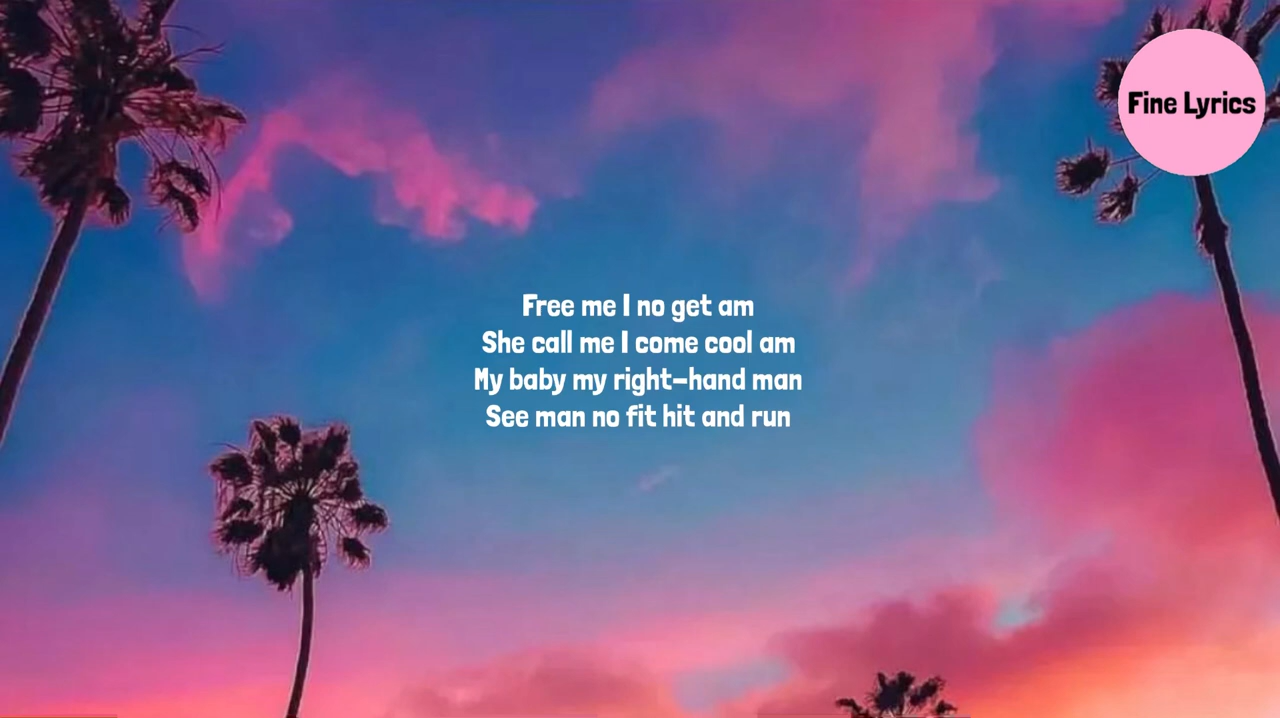 Fine Lyrics
Free me I no get am
She call me I come cool am
My baby my right-hand man
See man no fit hit and run